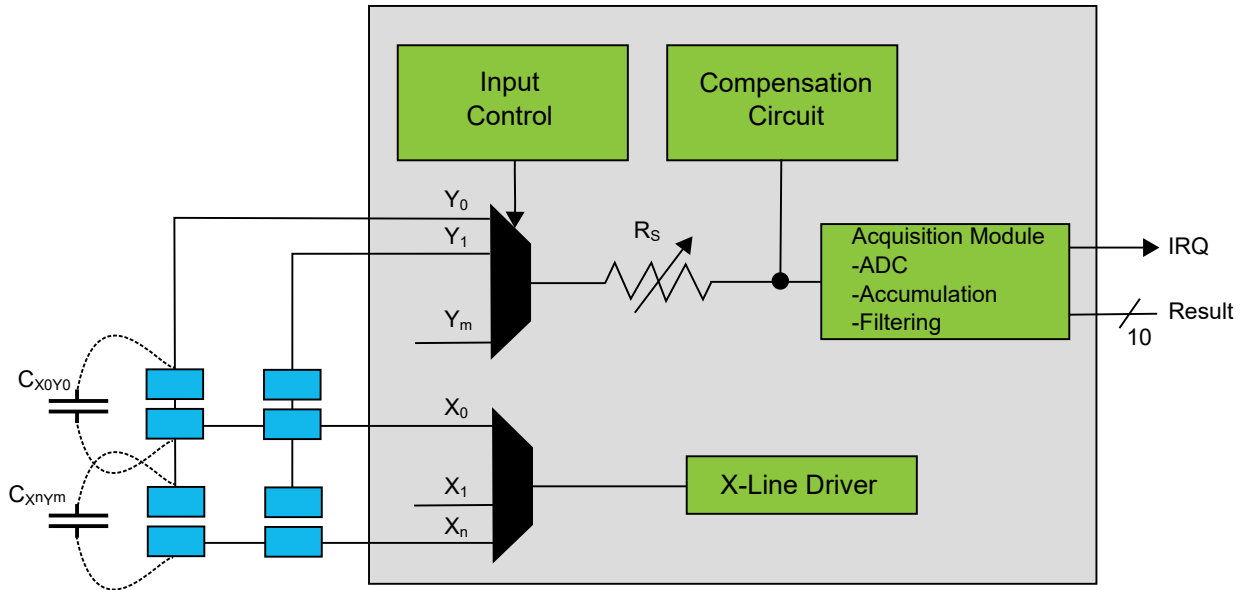 Input
Control
Compensation
Circuit
Y0
Y1
RS
Acquisition Module
-ADC
-Accumulation
-Filtering
IRQ
Result
10
Ym
CX0Y0
X0
CXnYm
X1
Xn
X-Line Driver